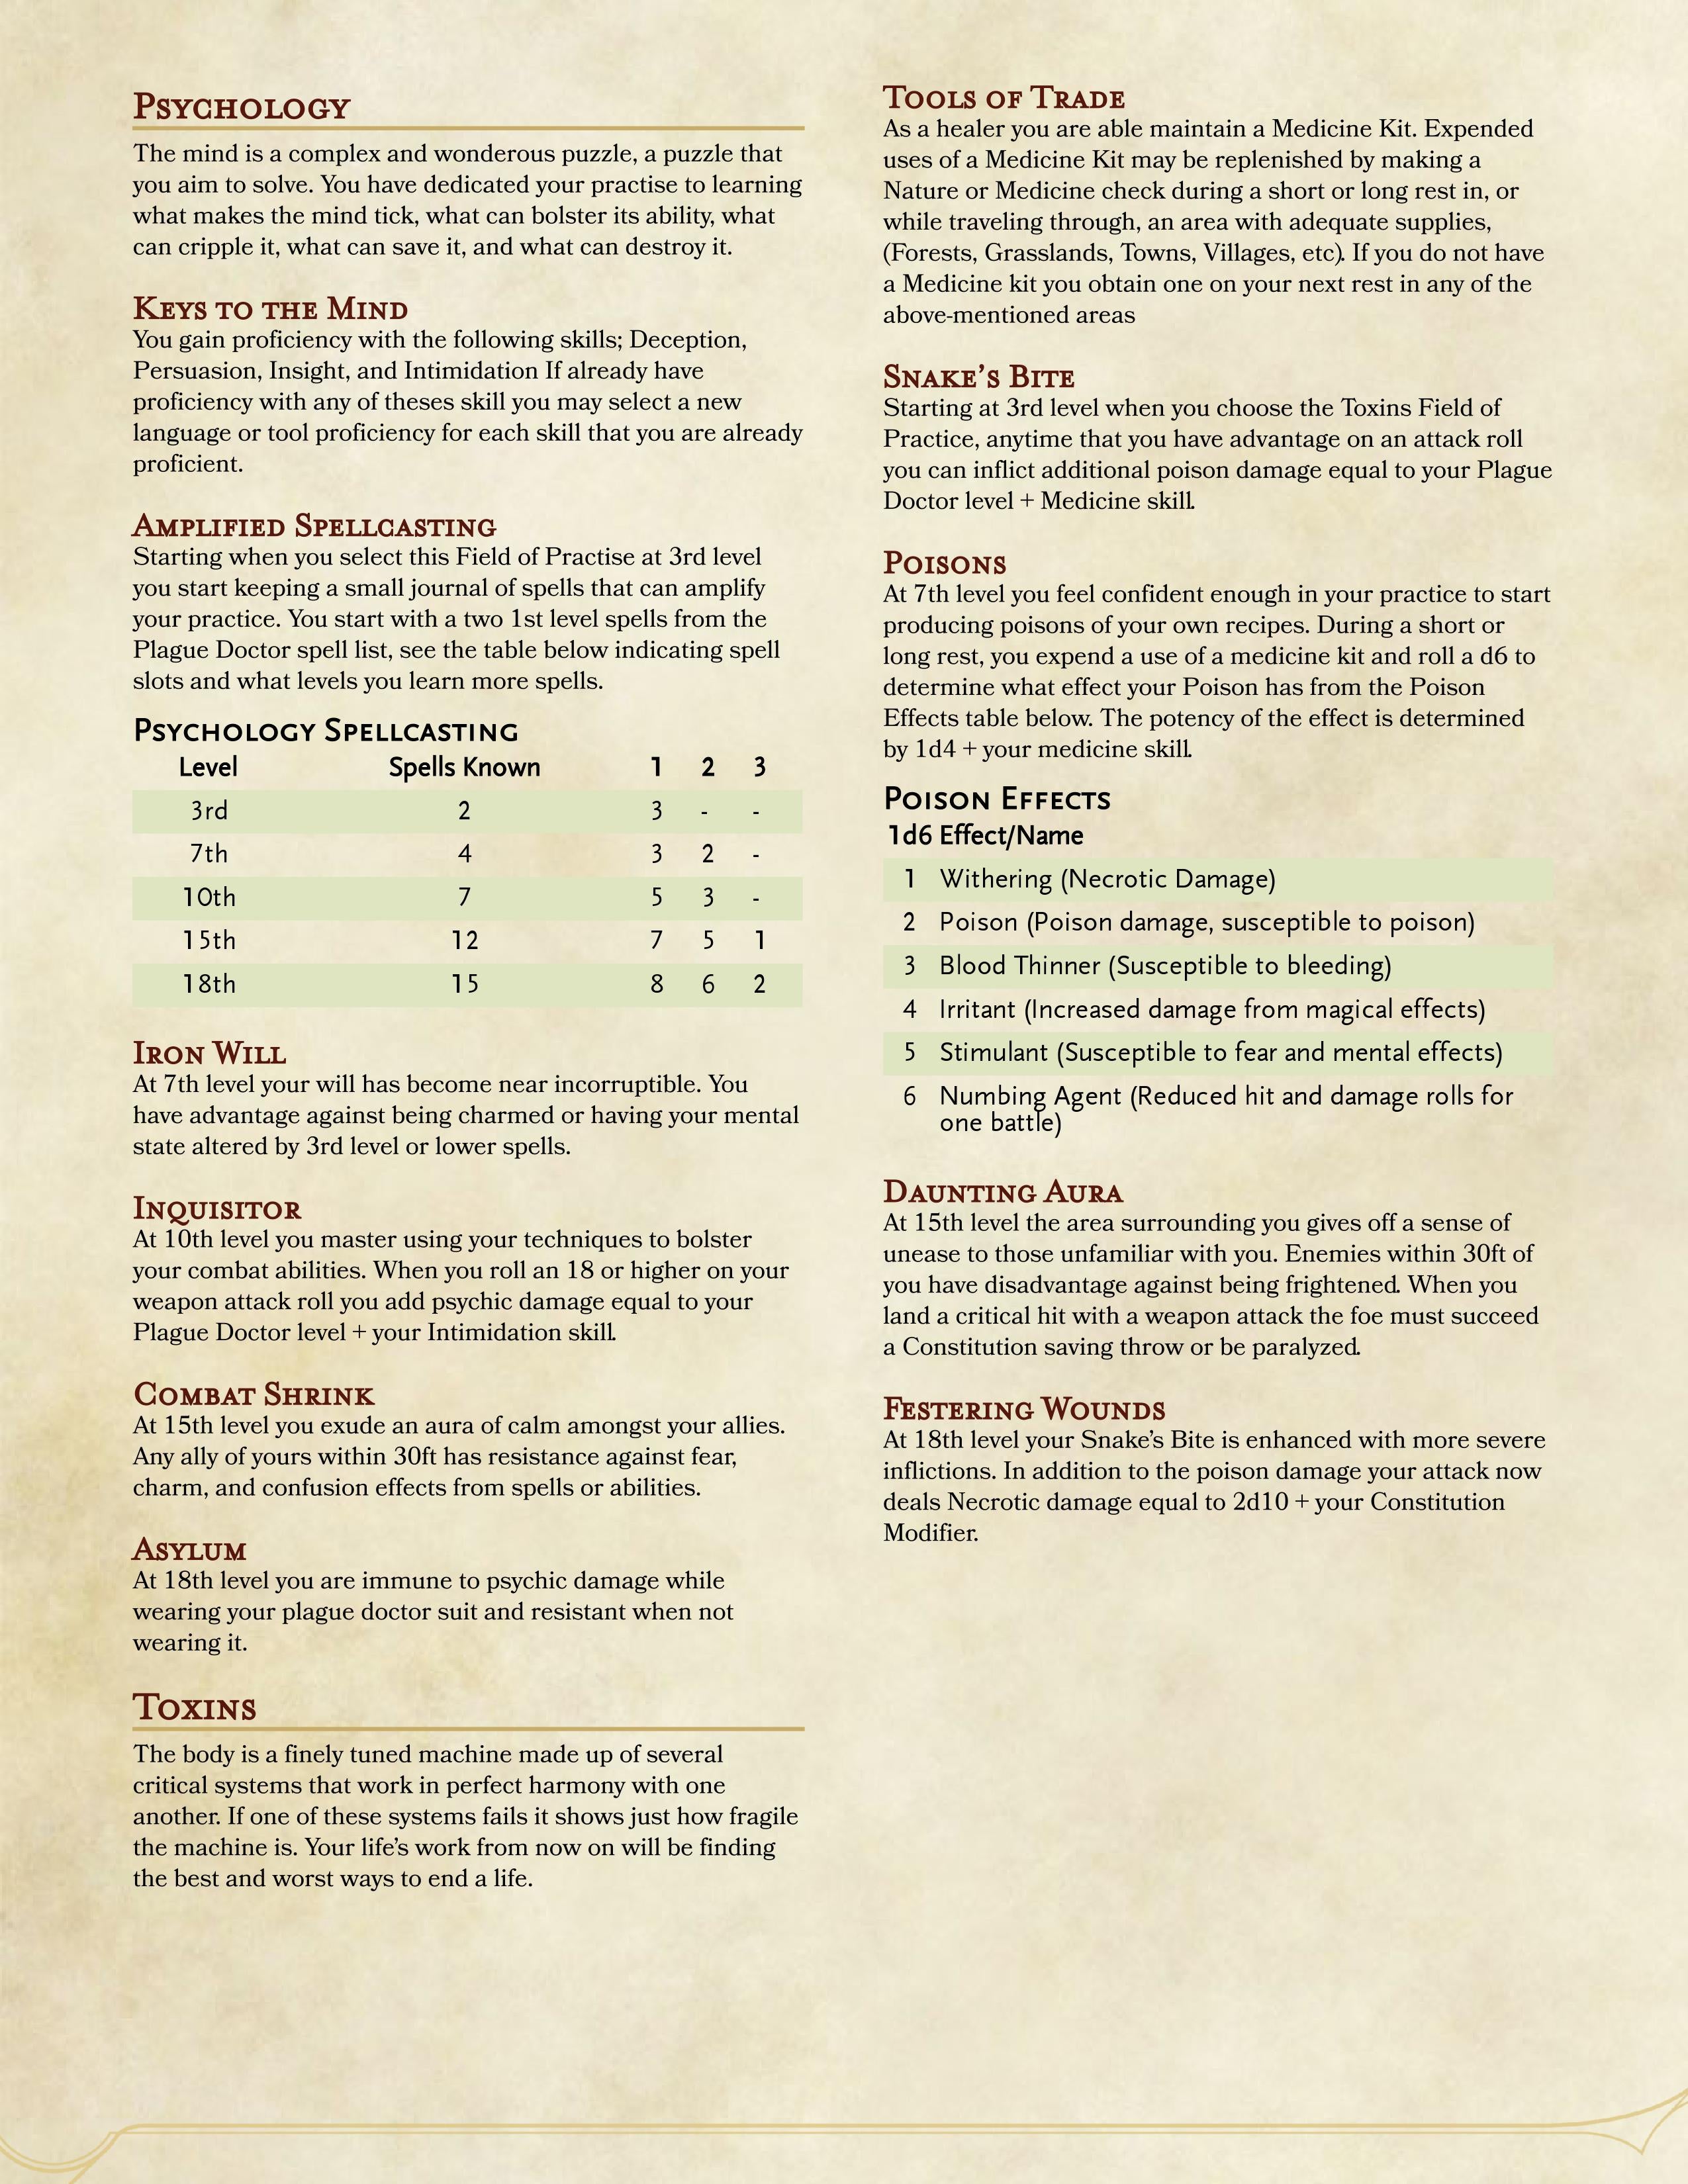 Psychology
The mind is a complex and wonderous puzzle, a puzzle that
you aim to solve. You have dedicated your practise to learning
what makes the mind tick, what can bolster its ability, what
can cripple it, what can save it, and what can destroy it.
Keys to the Mind
You gain proficiency with the following skills; Deception,
Persuasion, Insight, and Intimidation If already have
proficiency with any of theses skill you may select a new
language or tool proficiency for each skill that you are already
proficient.
Amplified Spellcasting
Starting when you select this Field of Practise at 3rd level
you start keeping a small journal of spells that can amplify
your practice. You start with a two 1st level spells from the
Plague Doctor spell list, see the table below indicating spell
slots and what levels you learn more spells.
Psychology Spellcasting
Level Spells Known 1 2 3
3rd 2 3 - -
7th 4 3 2 -
10th 7 5 3 -
15th 12 7 5 1
18th 15 8 6 2
Iron Will
At 7th level your will has become near incorruptible. You
have advantage against being charmed or having your mental
state altered by 3rd level or lower spells.
Inquisitor
At 10th level you master using your techniques to bolster
your combat abilities. When you roll an 18 or higher on your
weapon attack roll you add psychic damage equal to your
Plague Doctor level + your Intimidation skill.
Combat Shrink
At 15th level you exude an aura of calm amongst your allies.
Any ally of yours within 30ft has resistance against fear,
charm, and confusion effects from spells or abilities.
Asylum
At 18th level you are immune to psychic damage while
wearing your plague doctor suit and resistant when not
wearing it.
Toxins
The body is a finely tuned machine made up of several
critical systems that work in perfect harmony with one
another. If one of these systems fails it shows just how fragile
the machine is. Your life's work from now on will be finding
the best and worst ways to end a life.
Tools of Trade
As a healer you are able maintain a Medicine Kit. Expended
uses of a Medicine Kit may be replenished by making a
Nature or Medicine check during a short or long rest in, or
while traveling through, an area with adequate supplies,
(Forests, Grasslands, Towns, Villages, etc). If you do not have
a Medicine kit you obtain one on your next rest in any of the
above-mentioned areas
Snake's Bite
Starting at 3rd level when you choose the Toxins Field of
Practice, anytime that you have advantage on an attack roll
you can inflict additional poison damage equal to your Plague
Doctor level + Medicine skill.
Poisons
At 7th level you feel confident enough in your practice to start
producing poisons of your own recipes. During a short or
long rest, you expend a use of a medicine kit and roll a d6 to
determine what effect your Poison has from the Poison
Effects table below. The potency of the effect is determined
by 1d4 + your medicine skill.
Poison Effects
1d6 Effect/Name
1 Withering (Necrotic Damage)
2 Poison (Poison damage, susceptible to poison)
3 Blood Thinner (Susceptible to bleeding)
4 Irritant (Increased damage from magical effects)
5 Stimulant (Susceptible to fear and mental effects)
6 Numbing Agent (Reduced hit and damage rolls for
one battle)
Daunting Aura
At 15th level the area surrounding you gives off a sense of
unease to those unfamiliar with you. Enemies within 30ft of
you have disadvantage against being frightened. When you
land a critical hit with a weapon attack the foe must succeed
a Constitution saving throw or be paralyzed.
Festering Wounds
At 18th level your Snake's Bite is enhanced with more severe
inflictions. In addition to the poison damage your attack now
deals Necrotic damage equal to 2d10 + your Constitution
Modifier.